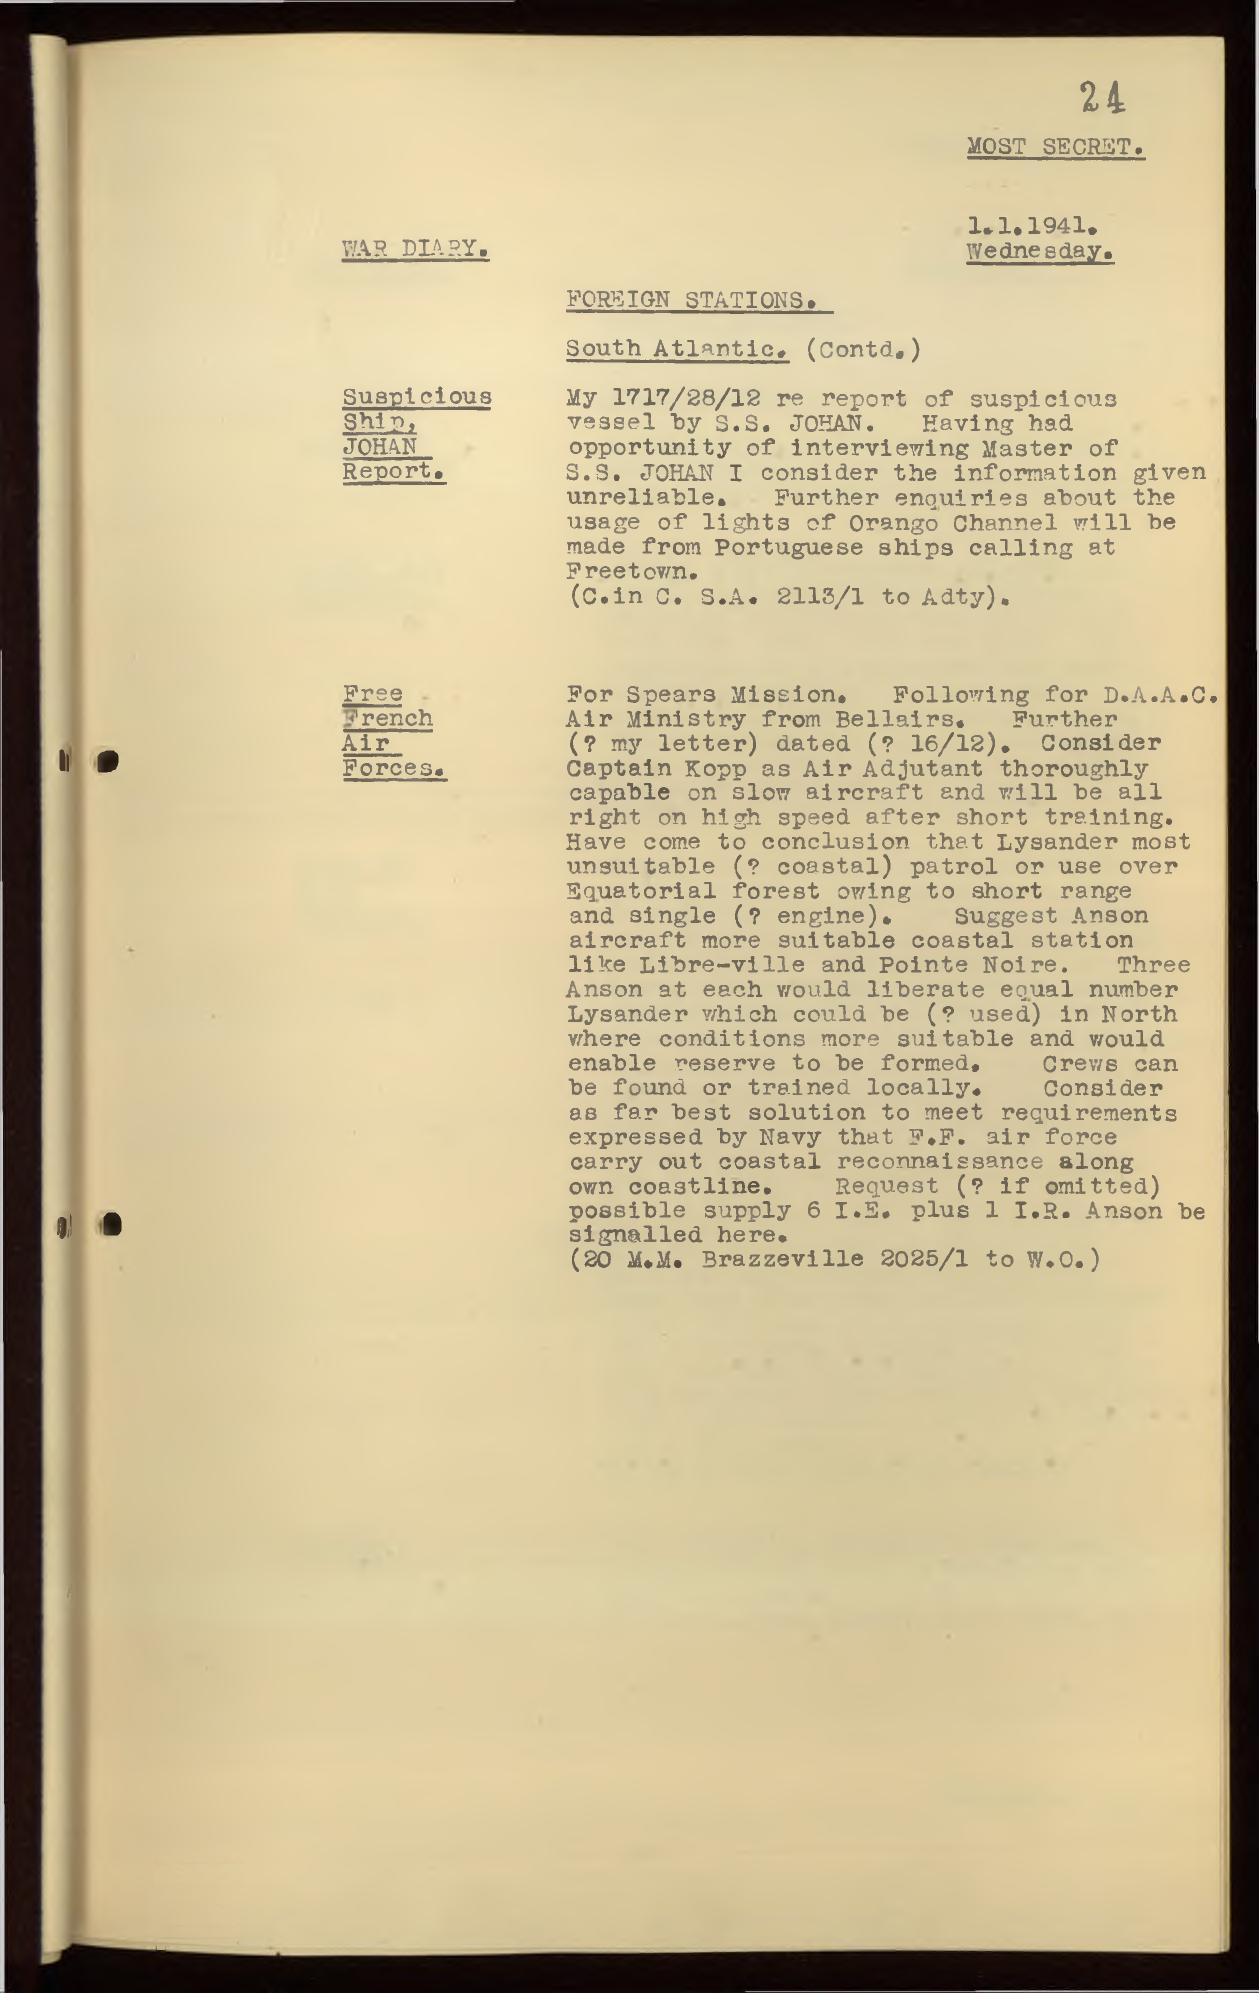 24
MOST SECRET.
1.1.1941.
WAR DIARY. Wednesday.
FOREIGN STATIONS.
South Atlantic. (Contd.)
Suspicious My 1717/28/12 re report of suspicious
Ship, vessel by S.S. JOHAN. Having had
JOHAN opportunity of interviewing Master of
Report. S.S. JOHAN I consider the information given
unreliable. Further enquiries about the
usage of lights of Orango Channel will be
made from Portuguese ships calling at
Freetown.
(C.in C. S.A. 2113/1 to Adty).
Free For Spears Mission. Following for D.A.A.C.
French Air Ministry from Bellairs. Further
Air (? my letter) dated (? 16/12). Consider
Forces. Captain Kopp as Air Adjutant thoroughly
capable on slow aircraft and will be all
right on high speed after short training.
Have come to conclusion that Lysander most
unsuitable (? coastal) patrol or use over
Equatorial forest owing to short range
and single (? engine). Suggest Anson
aircraft more suitable coastal station
like Libre-ville and Pointe Noire. Three
Anson at each would liberate equal number
Lysander which could be (? used) in North
where conditions more suitable and would
enable reserve to be formed. Crews can
be found or trained locally. Consider
as far best solution to meet requirements
expressed by Navy that F.F. air force
carry out coastal reconnaissance along
own coastline. Request (? if omitted)
possible supply 6 I.E. plus 1 I.R. Anson be
signalled here.
(20 M.M. Brazzeville 2025/1 to W.O.)